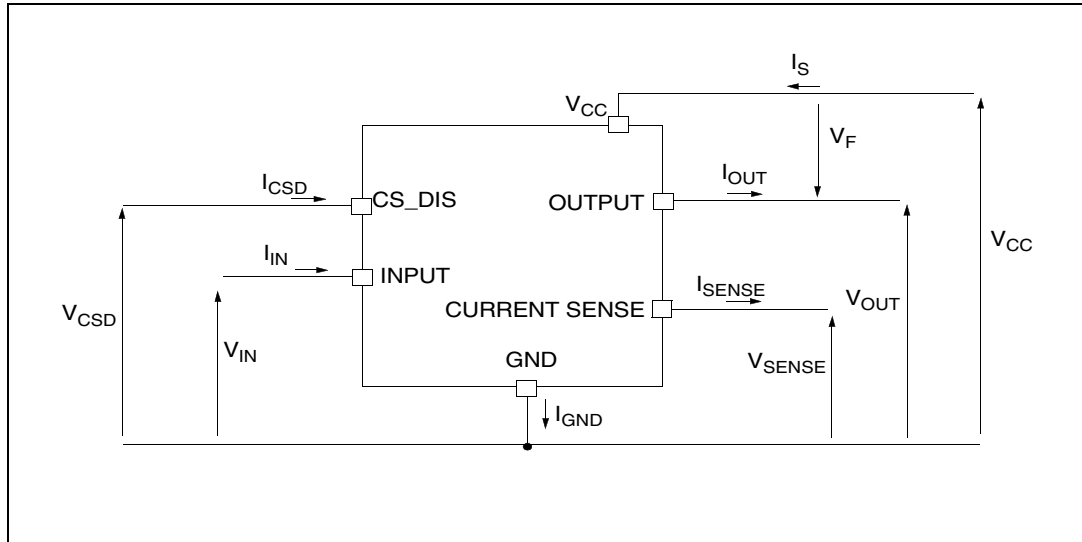 I_S
V_CC
V_F
I_CSD
CS_DIS
OUTPUT
I_OUT
V_CC
I_IN
INPUT
I_SENSE
V_OUT
V_CSD
CURRENT SENSE
V_IN
GND
V_SENSE
I_GND